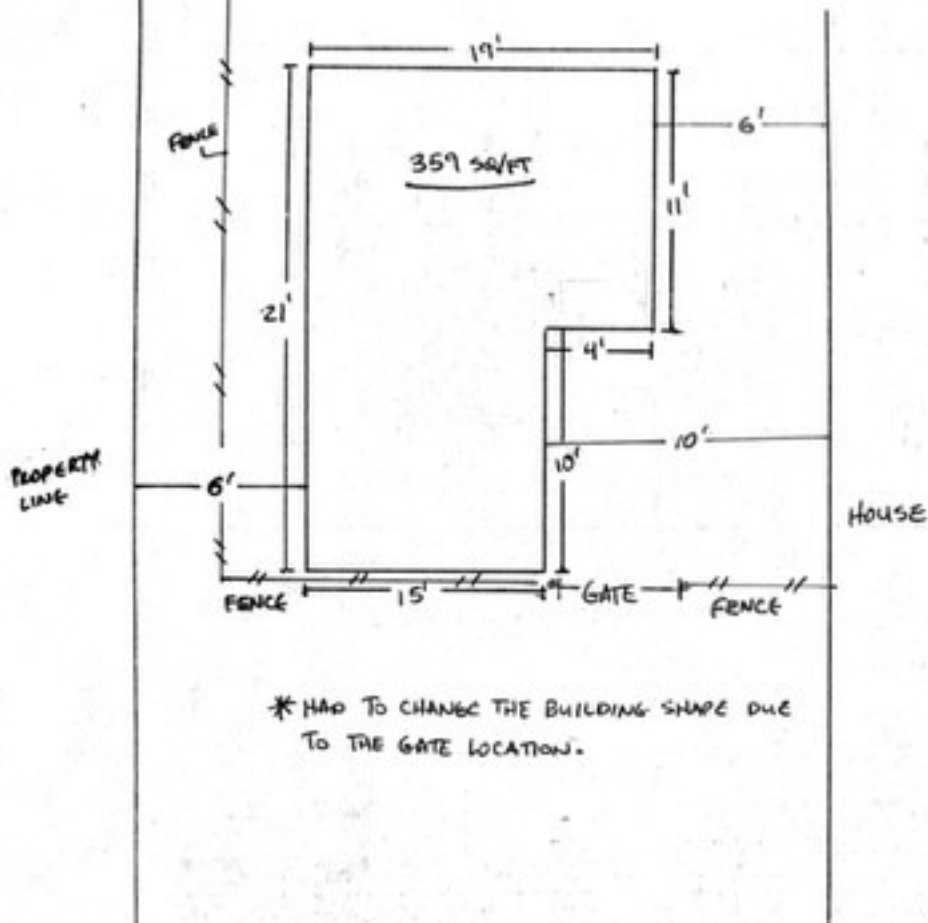 19'
FENCE
6'
359 SQ/FT
11'
21'
4'
10'
10'
PROPERTY
LINE
6'
HOUSE
FENCE
15'
GATE
FENCE
* HAD TO CHANGE THE BUILDING SHAPE DUE
TO THE GATE LOCATION.